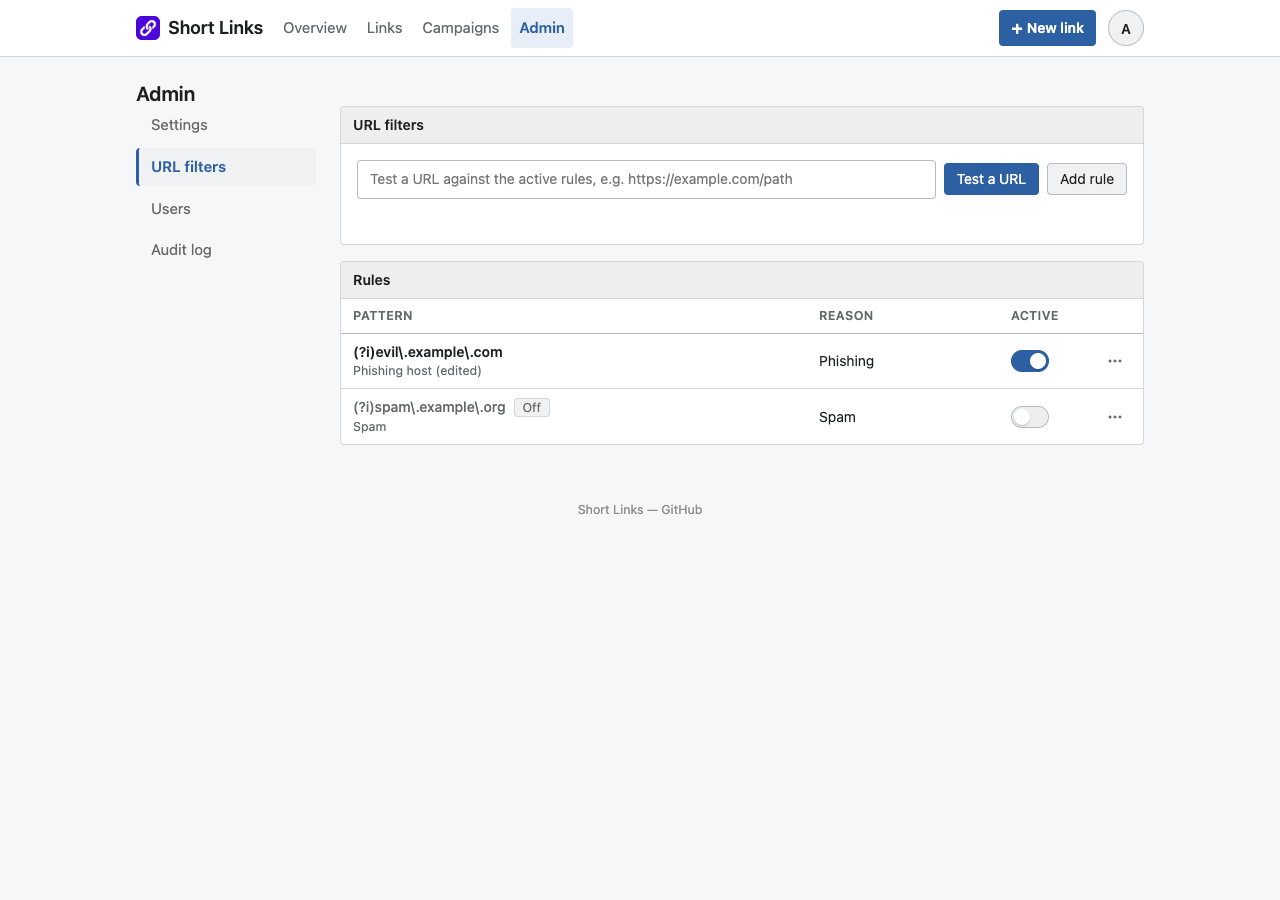 Short Links Overview Links Campaigns Admin + New link A
Admin
Settings
URL filters
Users
Audit log
URL filters
Test a URL against the active rules, e.g. https://example.com/path Test a URL Add rule
Rules
PATTERN REASON ACTIVE
(?i)evil\.example\.com
Phishing host (edited)
Phishing
(?i)spam\.example\.org Off
Spam
Spam
Short Links — GitHub